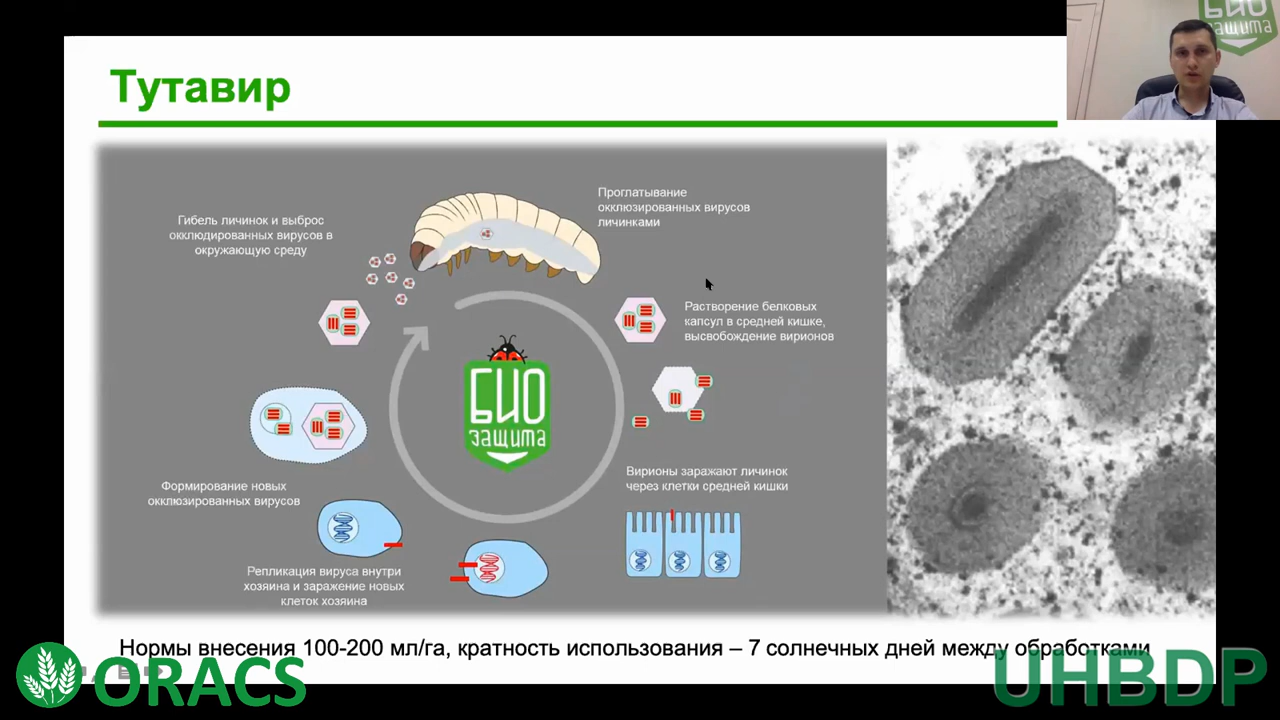 БИО
защита
Тутавир
Проглатывание
окклюзированных вирусов
личинками
Гибель личинок и выброс
окклюдированных вирусов в
окружающую среду
Растворение белковых
капсул в средней кишке,
высвобождение вирионов
БИО
защита
Вирионы заражают личинок
через клетки средней кишки
Формирование новых
окклюзированных вирусов
Репликация вируса внутри
хозяина и заражение новых
клеток хозяина
Нормы внесения 100-200 мл/га, кратность использования – 7 солнечных дней между обработками
ORACS
UHBDP